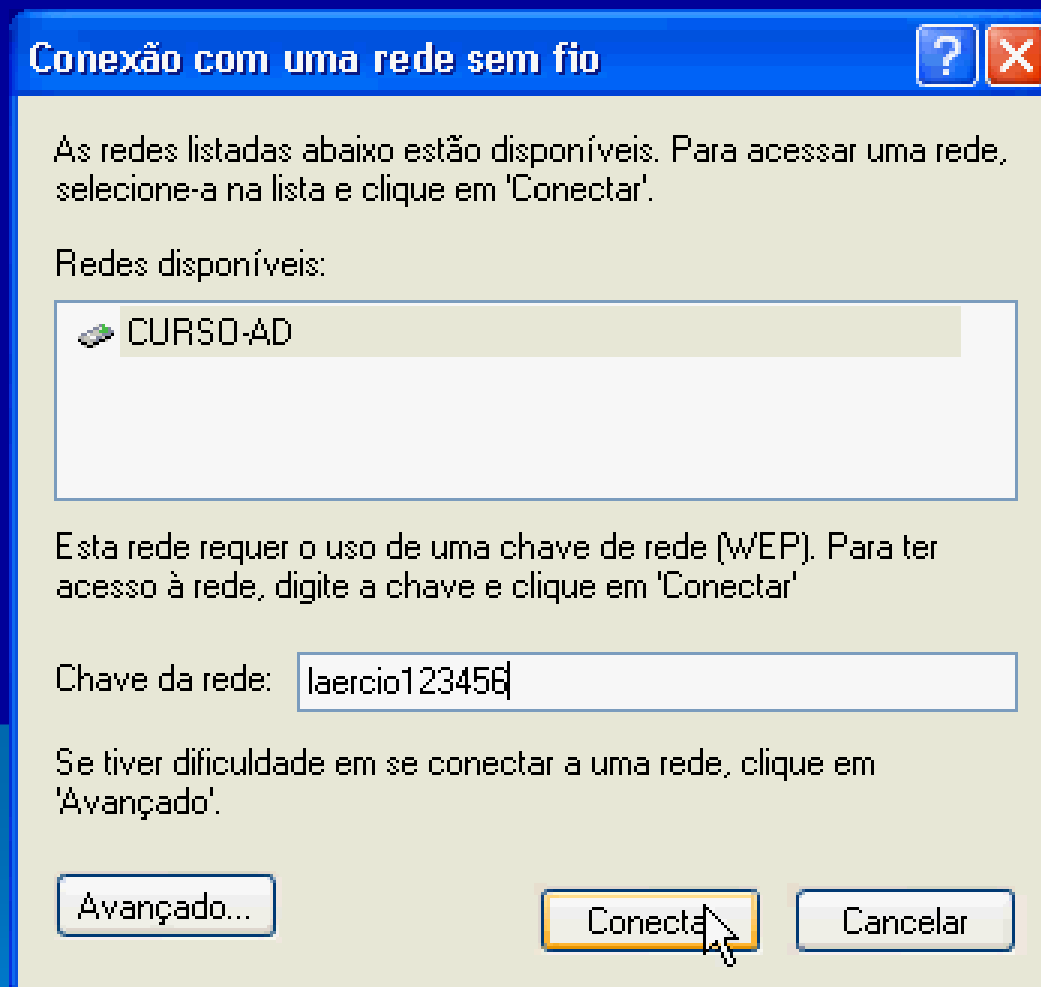 Conexão com uma rede sem fio
As redes listadas abaixo estão disponíveis. Para acessar uma rede,
selecione-a na lista e clique em 'Conectar'.
Redes disponíveis:
CURSO-AD
Esta rede requer o uso de uma chave de rede (WEP). Para ter
acesso à rede, digite a chave e clique em 'Conectar'
Chave da rede: laercio123456
Se tiver dificuldade em se conectar a uma rede, clique em
'Avançado'.
Avançado... Conectar Cancelar